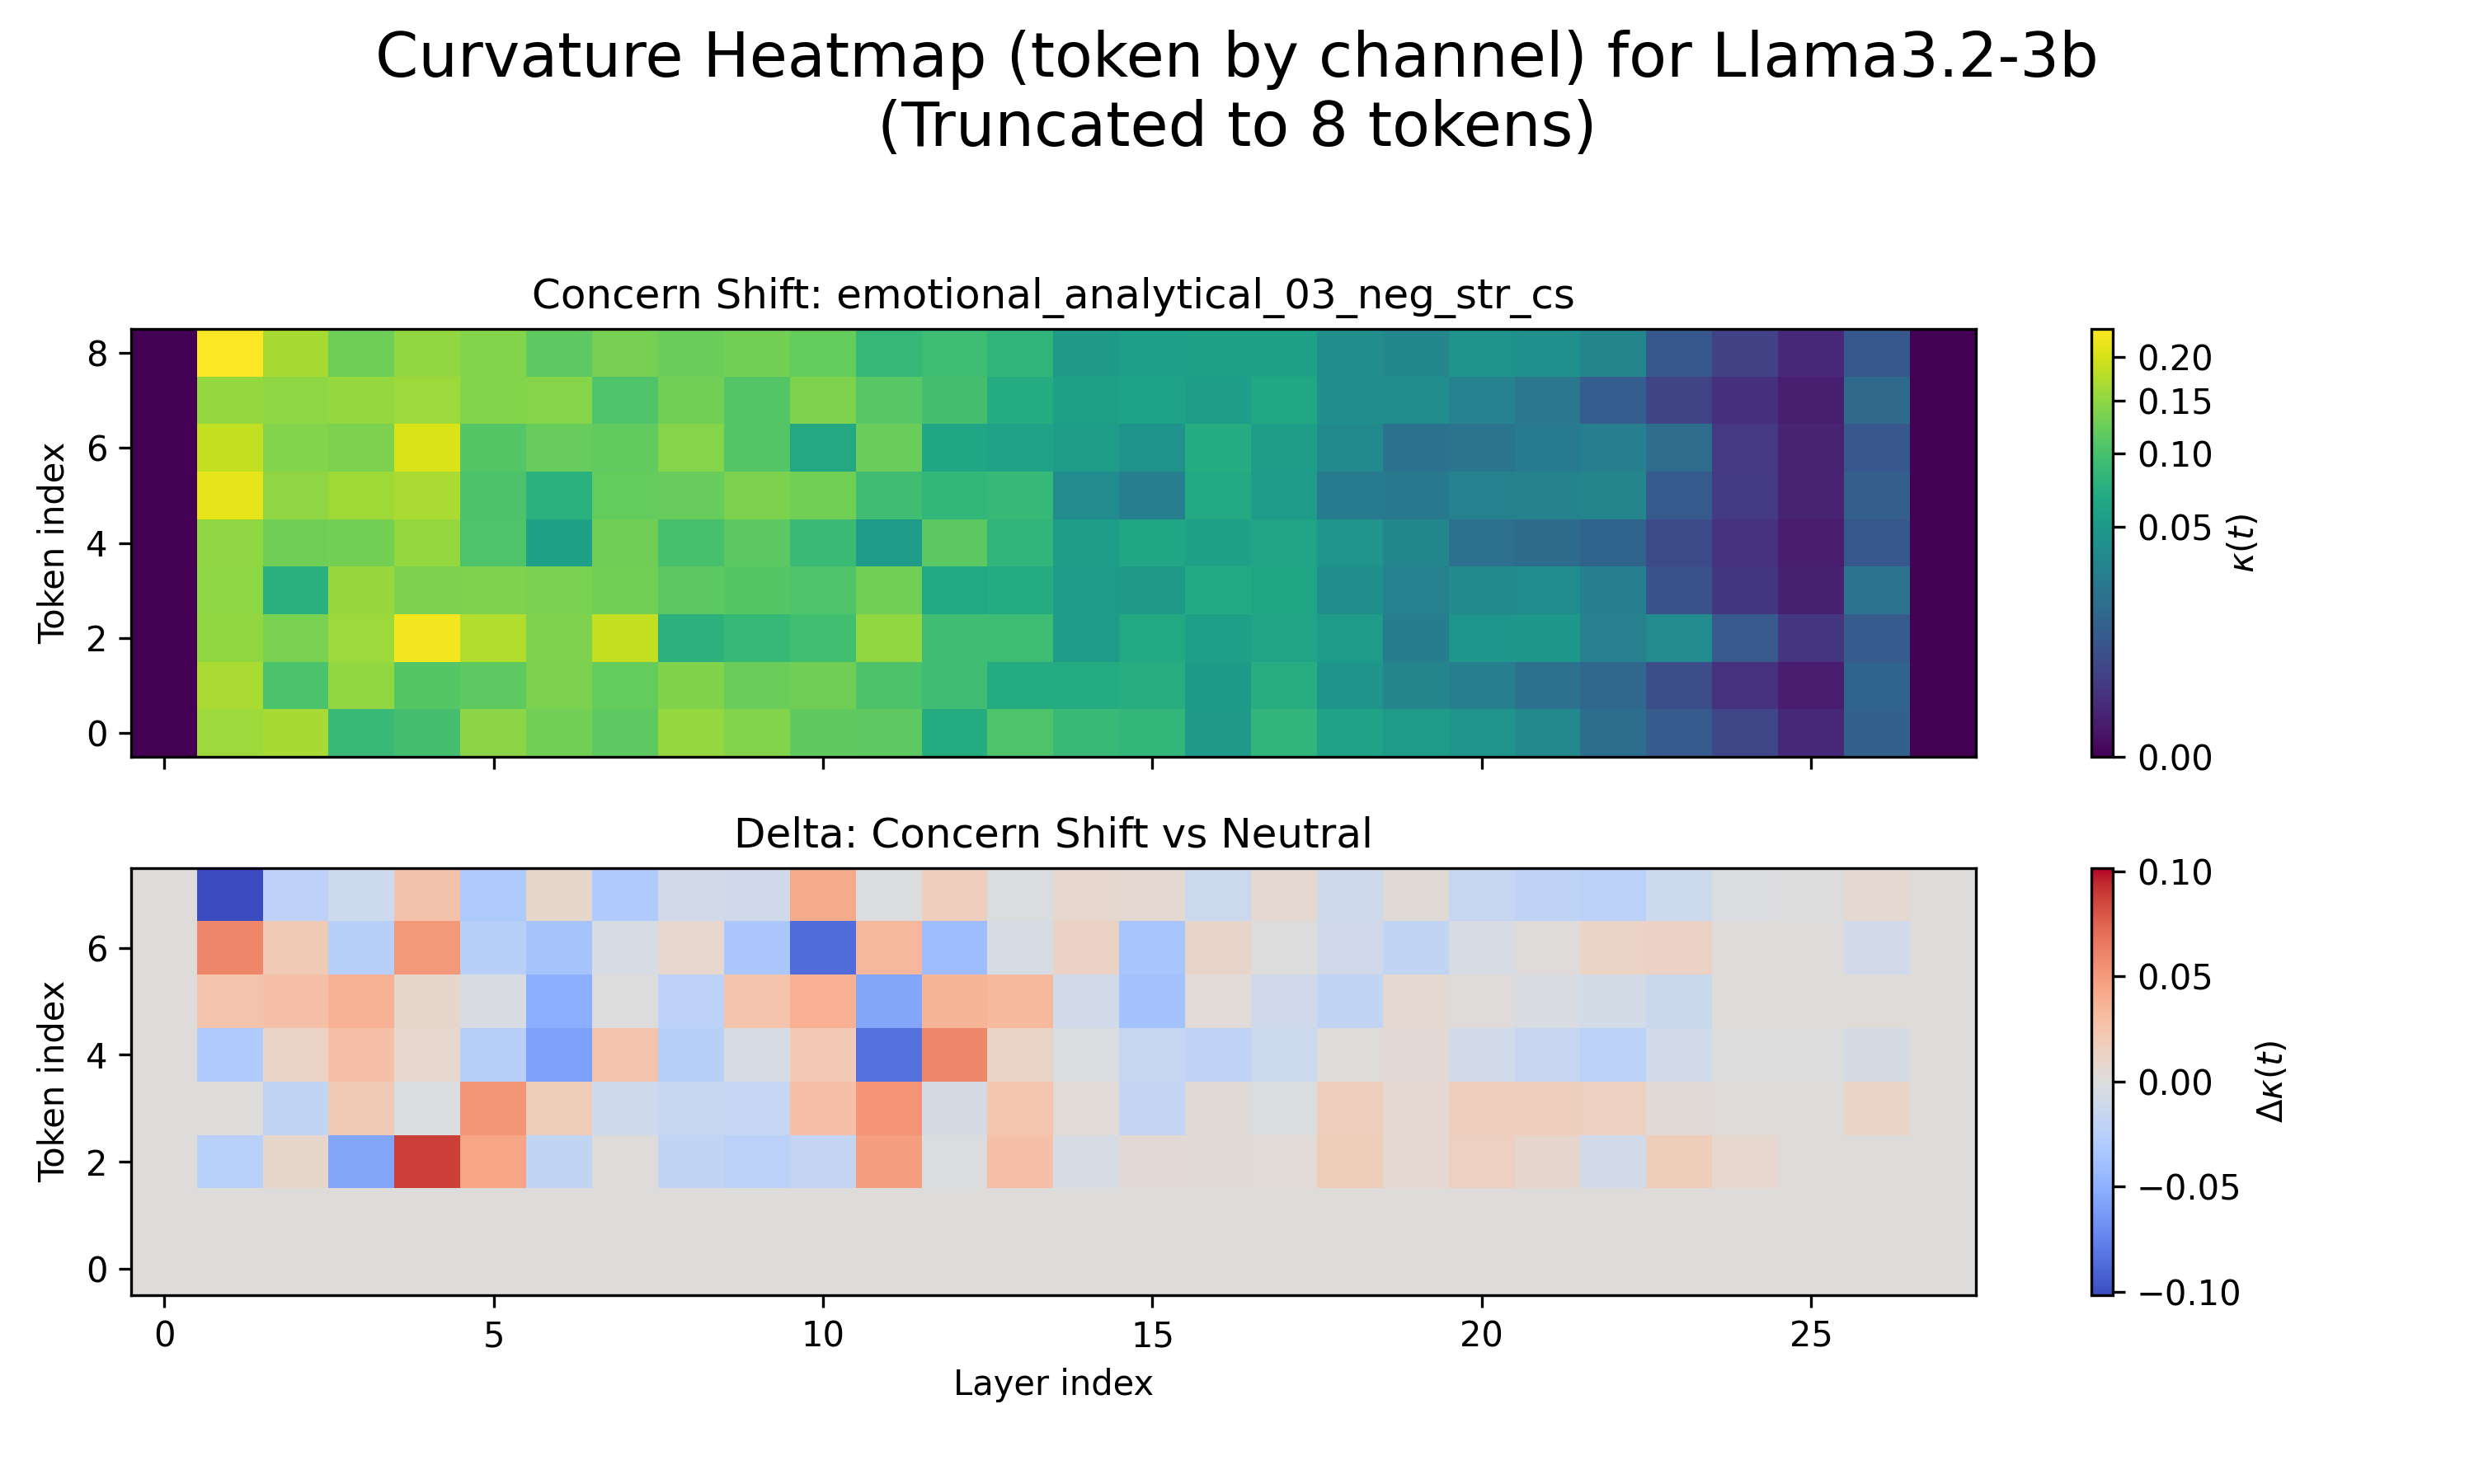 Curvature Heatmap (token by channel) for Llama3.2-3b
(Truncated to 8 tokens)
Concern Shift: emotional_analytical_03_neg_str_cs
8
6
4
2
0
Token index
0.20
0.15
0.10
0.05
0.00
κ(t)
Delta: Concern Shift vs Neutral
6
4
2
0
Token index
0
5
10
15
20
25
Layer index
0.10
0.05
0.00
−0.05
−0.10
Δκ(t)